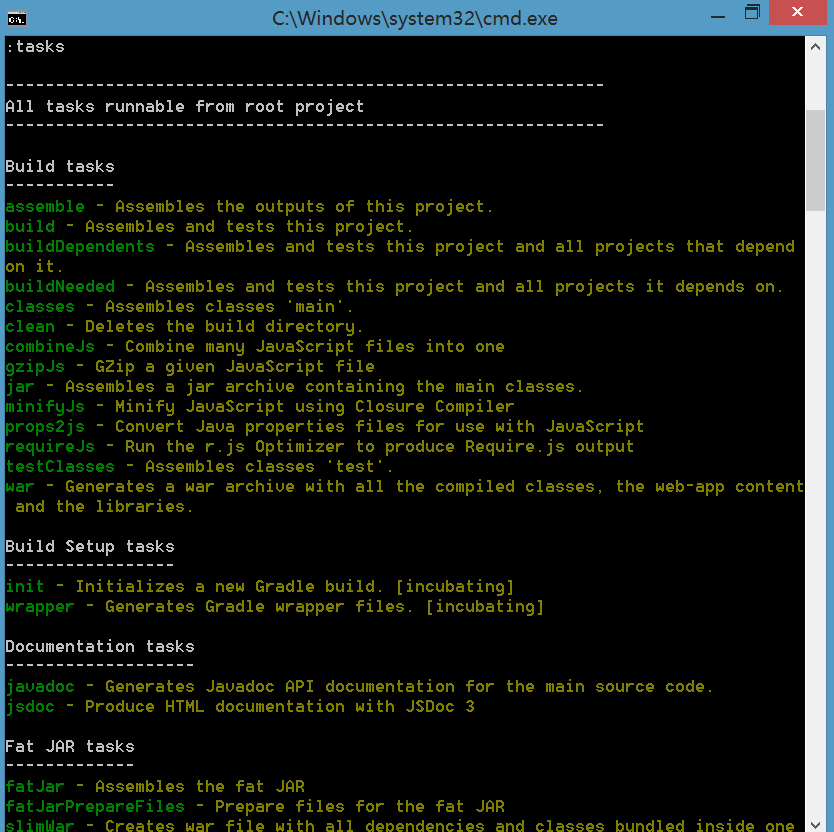 C:\Windows\system32\cmd.exe
:tasks
------------------------------------------------------------
All tasks runnable from root project
------------------------------------------------------------
Build tasks
-----------
assemble - Assembles the outputs of this project.
build - Assembles and tests this project.
buildDependents - Assembles and tests this project and all projects that depend
on it.
buildNeeded - Assembles and tests this project and all projects it depends on.
classes - Assembles classes 'main'.
clean - Deletes the build directory.
combineJs - Combine many JavaScript files into one
gzipJs - GZip a given JavaScript file
jar - Assembles a jar archive containing the main classes.
minifyJs - Minify JavaScript using Closure Compiler
props2js - Convert Java properties files for use with JavaScript
requireJs - Run the r.js Optimizer to produce Require.js output
testClasses - Assembles classes 'test'.
war - Generates a war archive with all the compiled classes, the web-app content
 and the libraries.
Build Setup tasks
-----------------
init - Initializes a new Gradle build. [incubating]
wrapper - Generates Gradle wrapper files. [incubating]
Documentation tasks
-------------------
javadoc - Generates Javadoc API documentation for the main source code.
jsdoc - Produce HTML documentation with JSDoc 3
Fat JAR tasks
-------------
fatJar - Assembles the fat JAR
fatJarPrepareFiles - Prepare files for the fat JAR
slimWar - Creates war file with all dependencies and classes bundled inside one